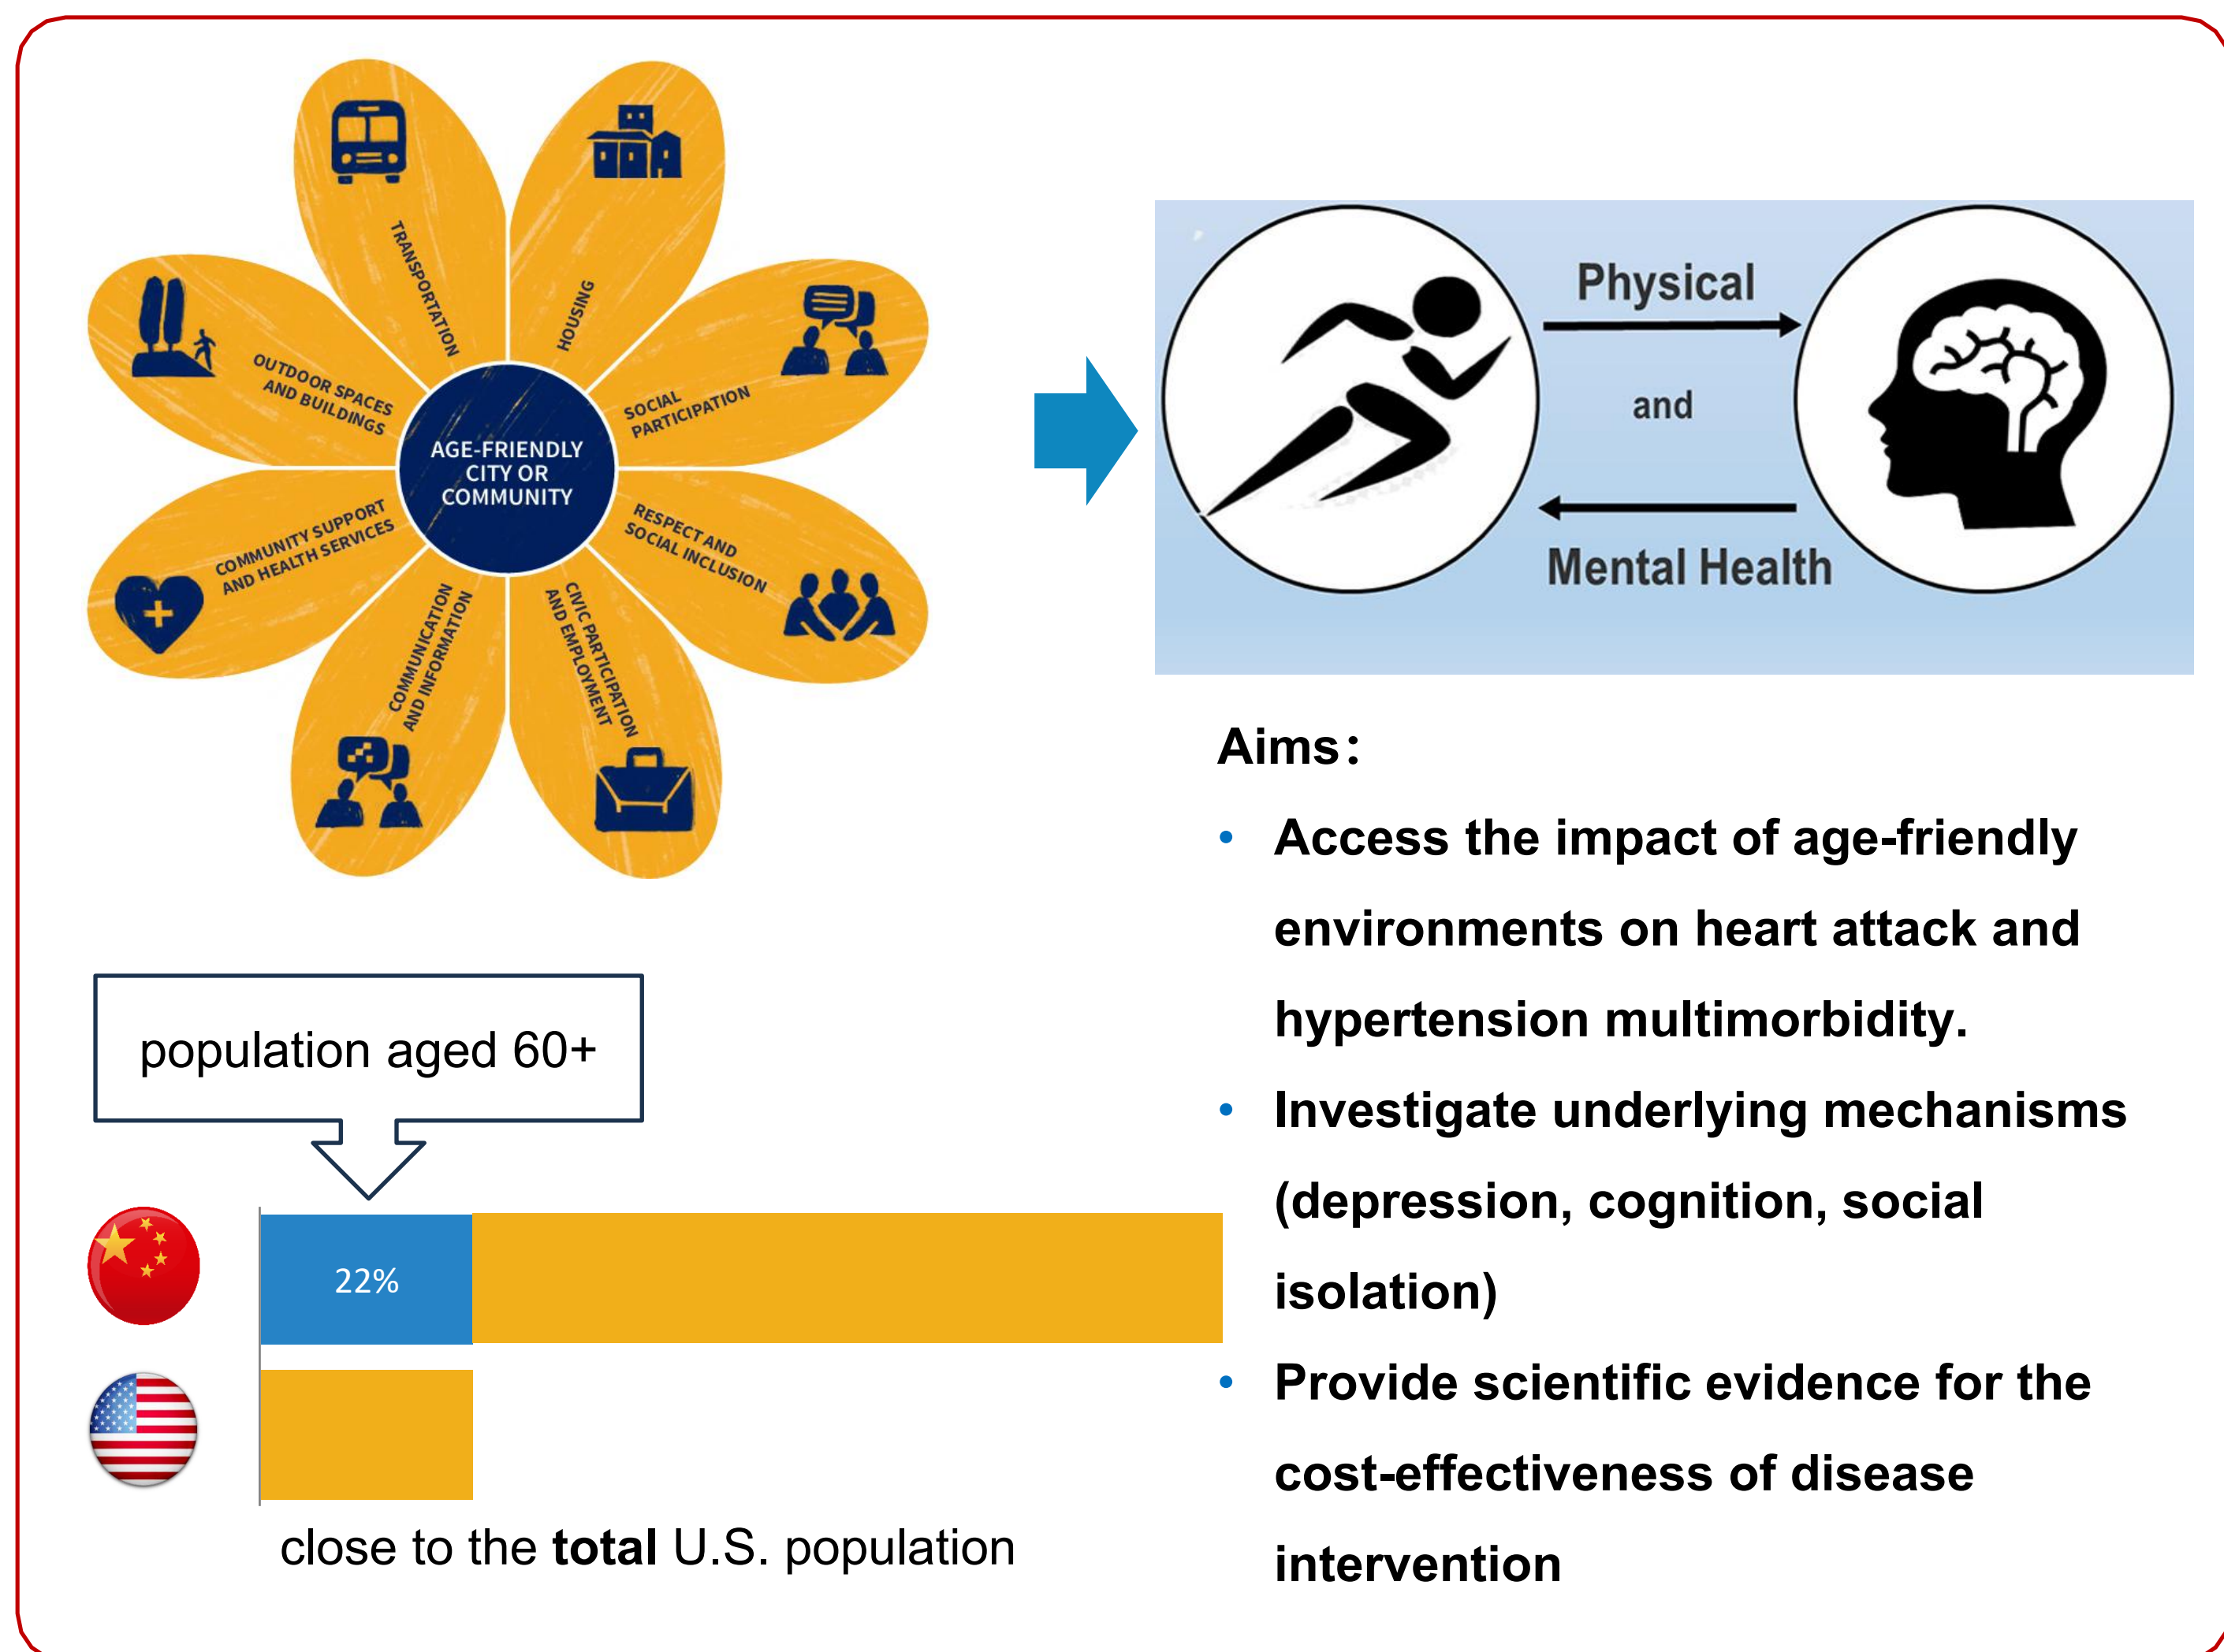 TRANSPORTATION
HOUSING
OUTDOOR SPACES
AND BUILDINGS
SOCIAL
PARTICIPATION
AGE-FRIENDLY
CITY OR
COMMUNITY
COMMUNITY SUPPORT
AND HEALTH SERVICES
RESPECT AND
SOCIAL INCLUSION
COMMUNICATION
AND INFORMATION
CIVIC PARTICIPATION
AND EMPLOYMENT
Physical
and
Mental Health
population aged 60+
22%
close to the total U.S. population
Aims:
• Access the impact of age-friendly
environments on heart attack and
hypertension multimorbidity.
• Investigate underlying mechanisms
(depression, cognition, social
isolation)
• Provide scientific evidence for the
cost-effectiveness of disease
intervention